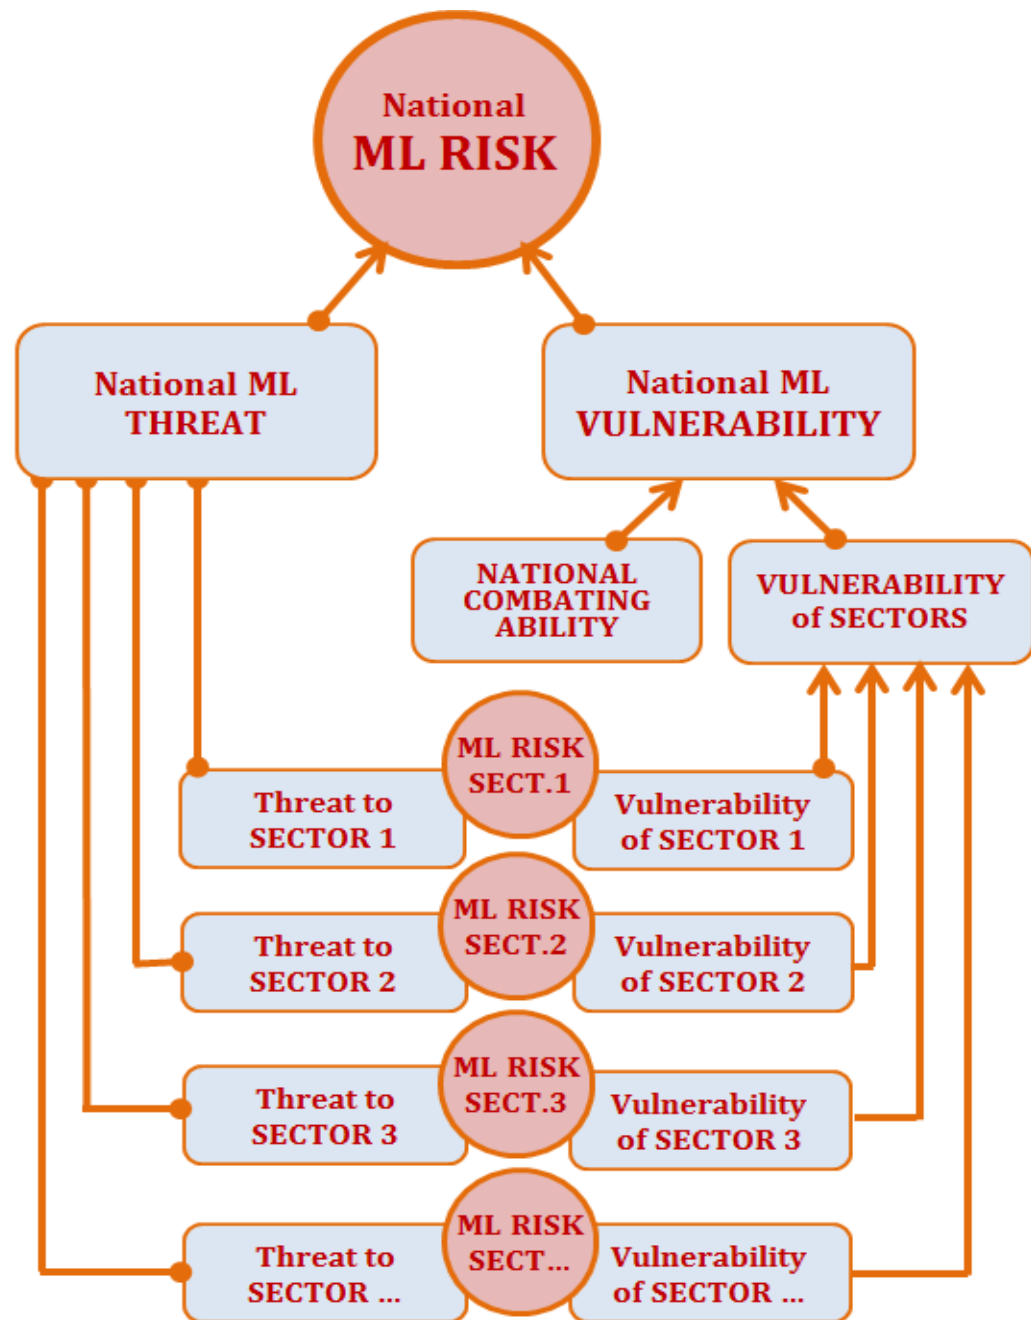 National
ML RISK
National ML
THREAT
National ML
VULNERABILITY
NATIONAL
COMBATING
ABILITY
VULNERABILITY
of SECTORS
Threat to
SECTOR 1
ML RISK
SECT.1
Vulnerability
of SECTOR 1
Threat to
SECTOR 2
ML RISK
SECT.2
Vulnerability
of SECTOR 2
Threat to
SECTOR 3
ML RISK
SECT.3
Vulnerability
of SECTOR 3
Threat to
SECTOR ...
ML RISK
SECT...
Vulnerability
of SECTOR ...